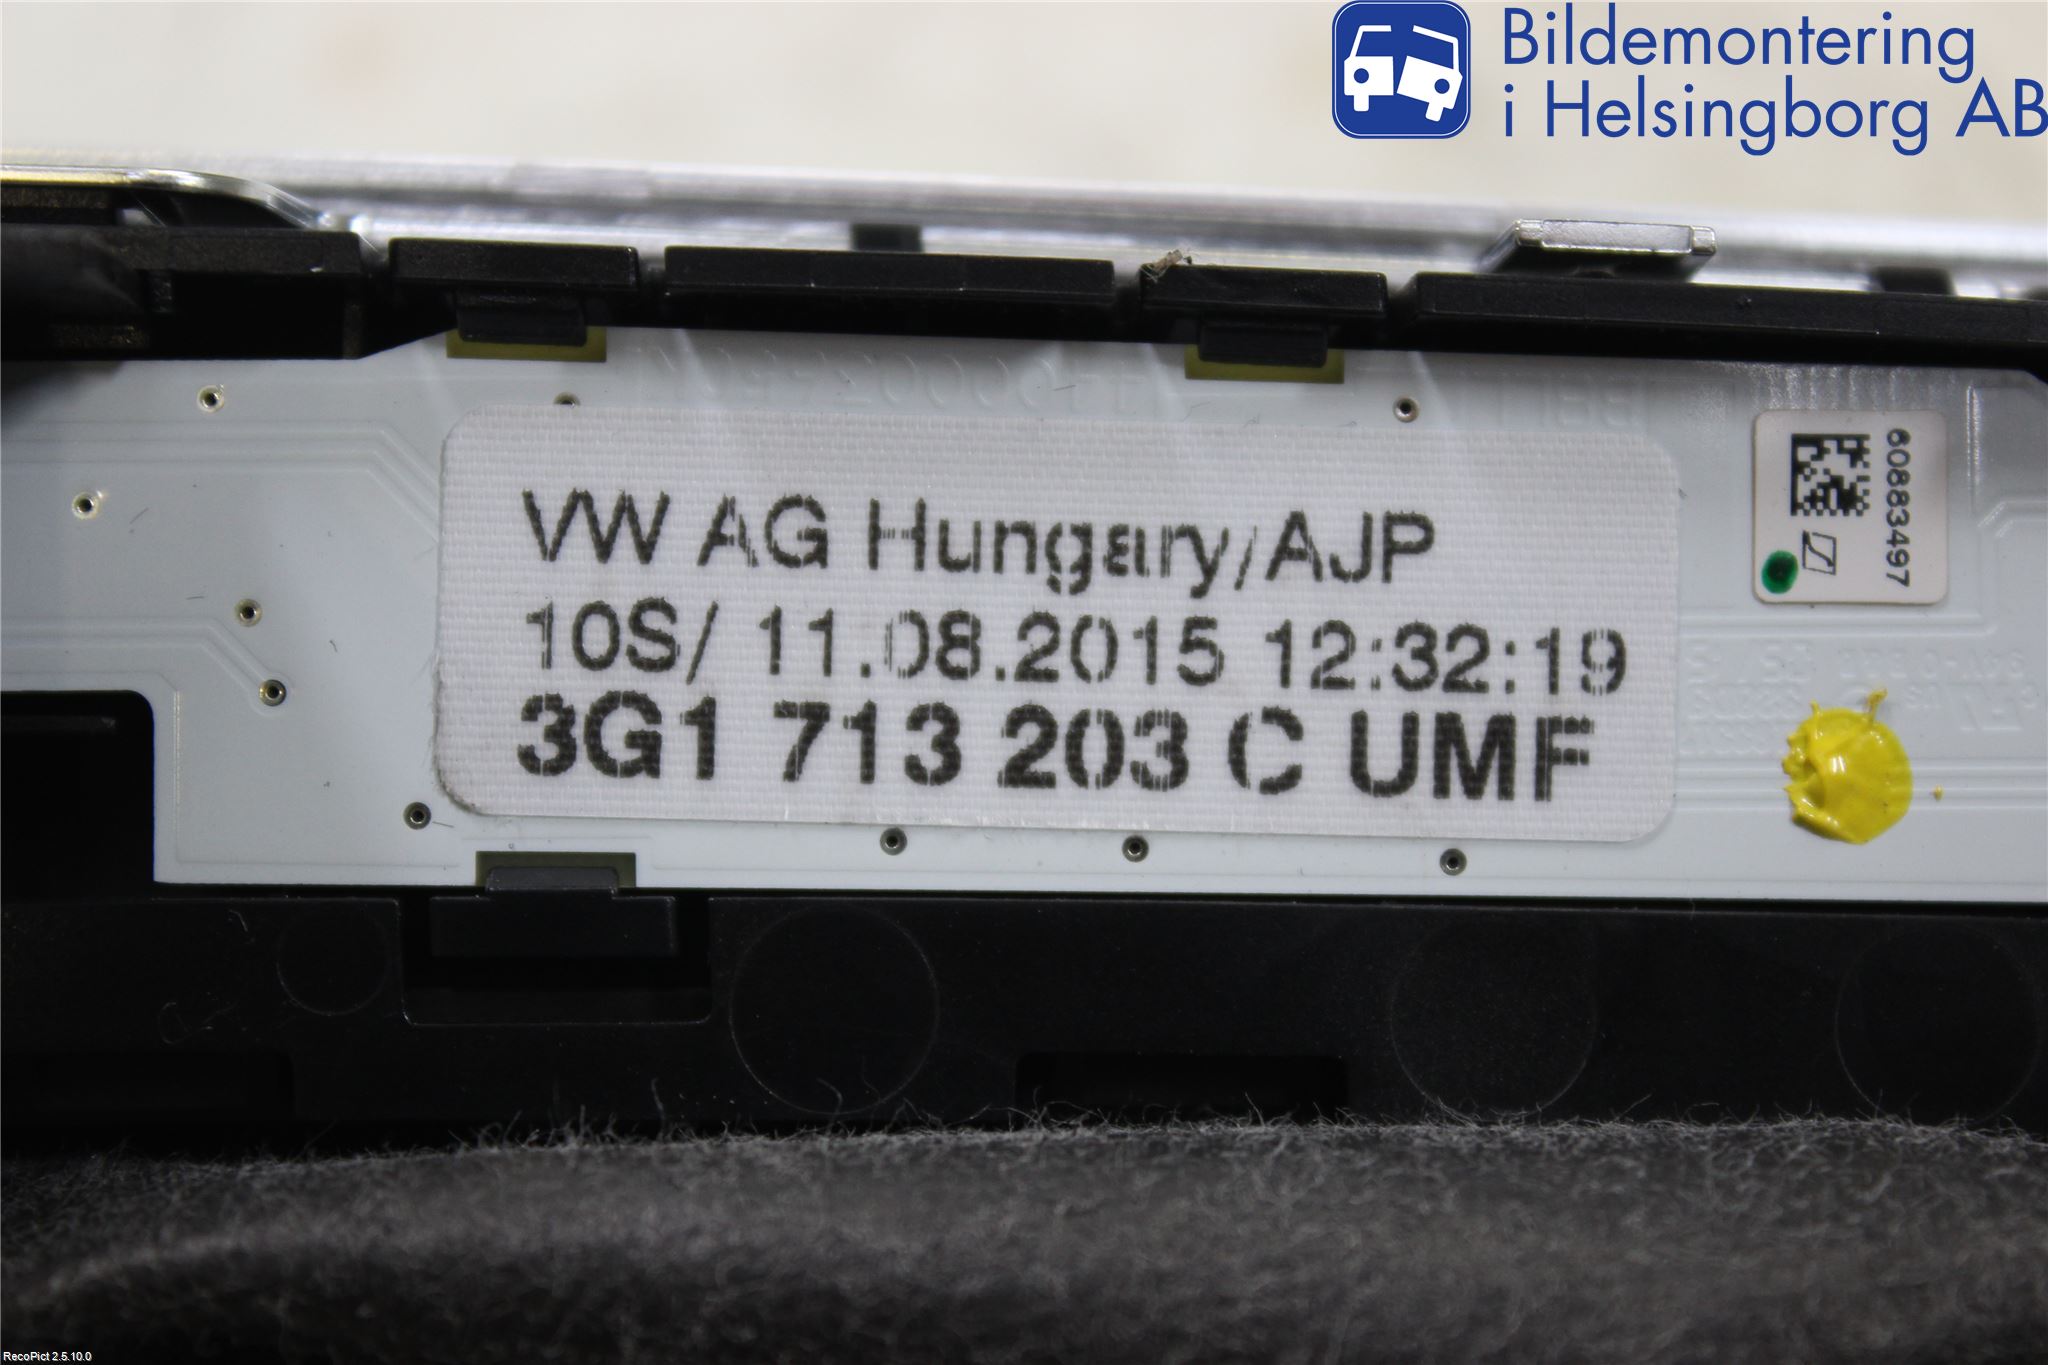 Bildemontering
i Helsingborg AB
VW AG Hungary/AJP
10S/ 11.08.2015 12:32:19
3G1 713 203 C UMF
608883497
RecoPict 2.5.10.0